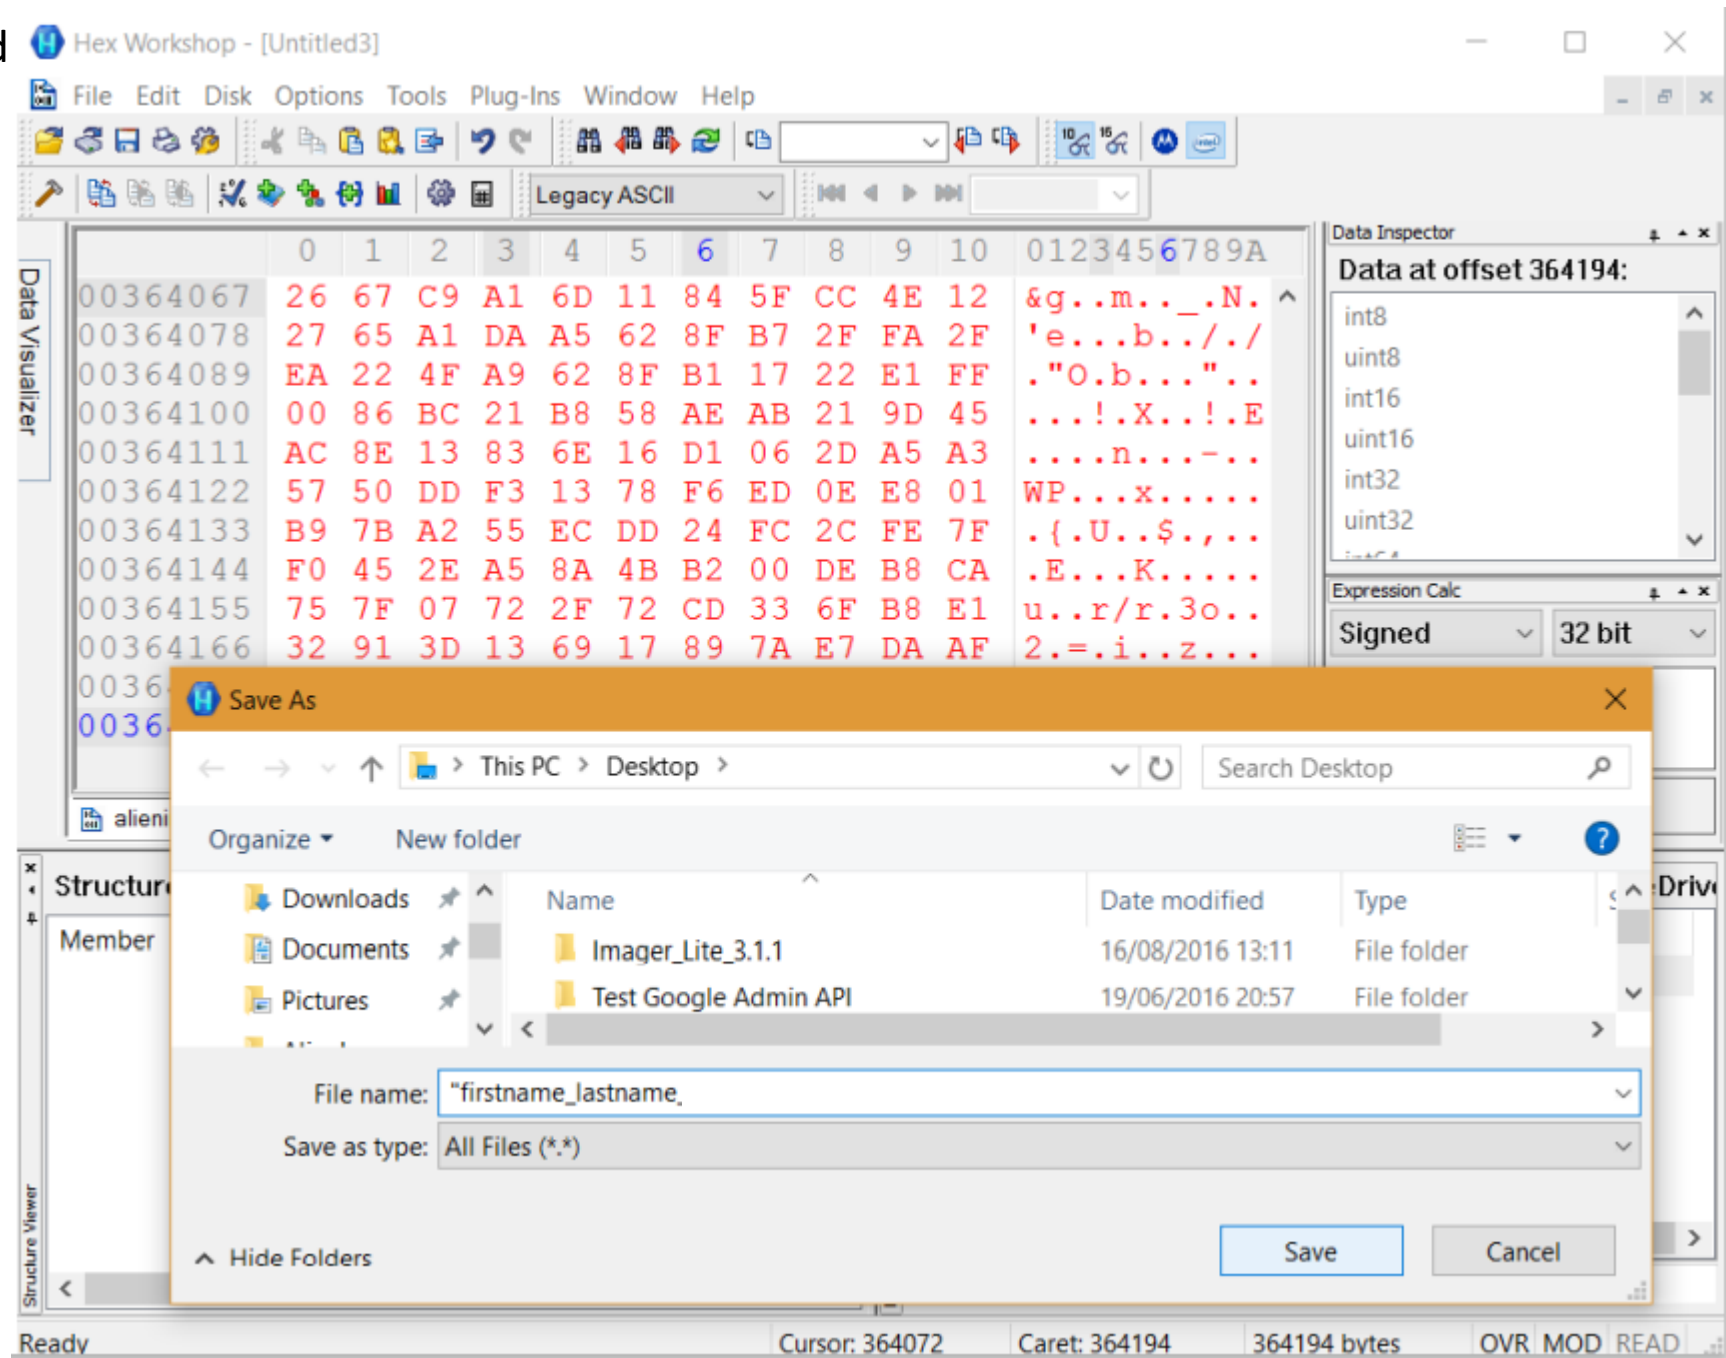 Hex Workshop - [Untitled3]
File Edit Disk Options Tools Plug-Ins Window Help
Legacy ASCII
Data Visualizer
0 1 2 3 4 5 6 7 8 9 10 0123456789A
00364067 26 67 C9 A1 6D 11 84 5F CC 4E 12 &g..m.._.N.
00364078 27 65 A1 DA A5 62 8F B7 2F FA 2F 'e...b../././
00364089 EA 22 4F A9 62 8F B1 17 22 E1 FF ."O.b..."..
00364100 00 86 BC 21 B8 58 AE AB 21 9D 45 ...!.X..!.E
00364111 AC 8E 13 83 6E 16 D1 06 2D A5 A3 ....n...-..
00364122 57 50 DD F3 13 78 F6 ED 0E E8 01 WP...x.....
00364133 B9 7B A2 55 EC DD 24 FC 2C FE 7F .{.U..$.,..
00364144 F0 45 2E A5 8A 4B B2 00 DE B8 CA .E...K.....
00364155 75 7F 07 72 2F 72 CD 33 6F B8 E1 u..r/r.3o..
00364166 32 91 3D 13 69 17 89 7A E7 DA AF 2.=.i..z...
0036
0036
alieni
Data Inspector
Data at offset 364194:
int8
uint8
int16
uint16
int32
uint32
Expression Calc
Signed 32 bit
Save As
This PC > Desktop >
Search Desktop
Organize
New folder
Downloads
Documents
Pictures
Name Date modified Type
Imager_Lite_3.1.1 16/08/2016 13:11 File folder
Test Google Admin API 19/06/2016 20:57 File folder
File name: "firstname_lastname_
Save as type: All Files (*.*)
Hide Folders
Save
Cancel
Structure
Member
Drive
Structure Viewer
Ready
Cursor: 364072
Caret: 364194
364194 bytes
OVR MOD READ